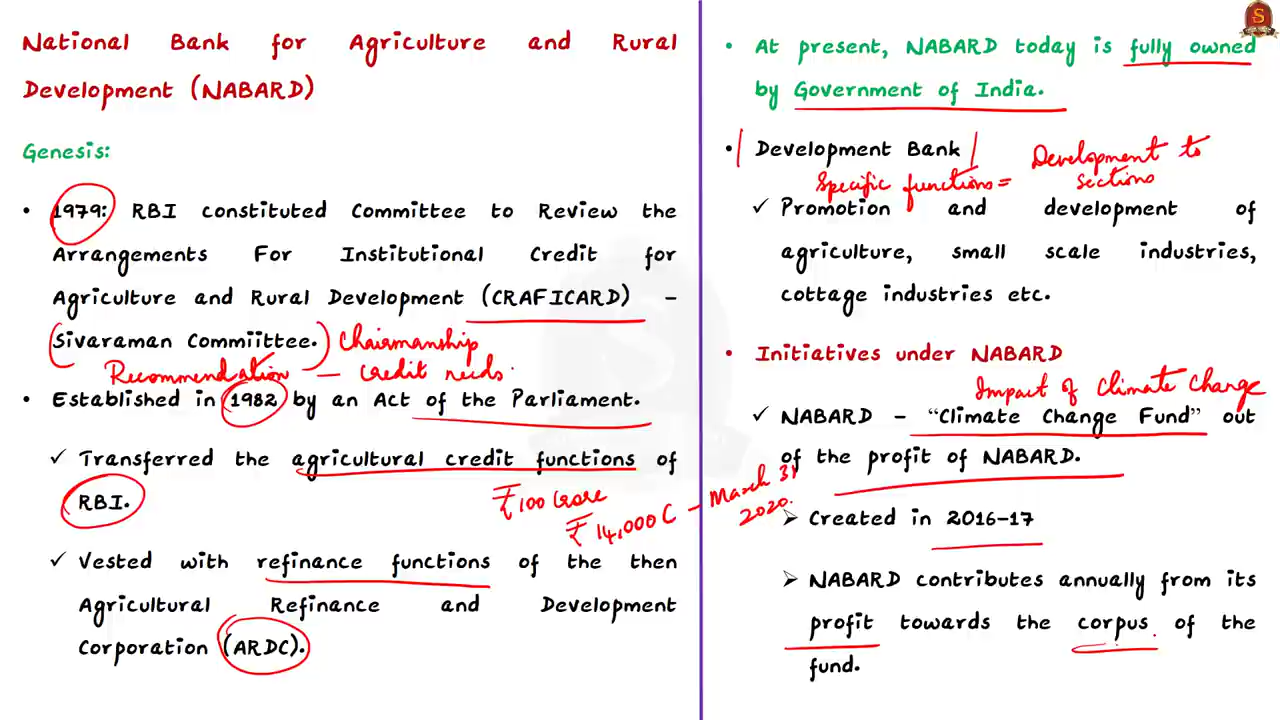 National Bank for Agriculture and Rural
Development (NABARD)
Genesis:
• 1979: RBI constituted Committee to Review the
Arrangements For Institutional Credit for
Agriculture and Rural Development (CRAFICARD) –
Sivaraman Commiittee. Chairmanship
Recommendation – Credit needs.
• Established in 1982 by an Act of the Parliament.
✓ Transferred the agricultural credit functions of
RBI.
₹100 Crore
₹14,000 C – March 31
2020.
✓ Vested with refinance functions of the then
Agricultural Refinance and Development
Corporation (ARDC).
S
• At present, NABARD today is fully owned
by Government of India.
• Development Bank
Specific functions = Development to
sections
✓ Promotion and development of
agriculture, small scale industries,
cottage industries etc.
• Initiatives under NABARD
Impact of Climate Change
✓ NABARD – “Climate Change Fund” out
of the profit of NABARD.
➢ Created in 2016-17
➢ NABARD contributes annually from its
profit towards the corpus of the
fund.